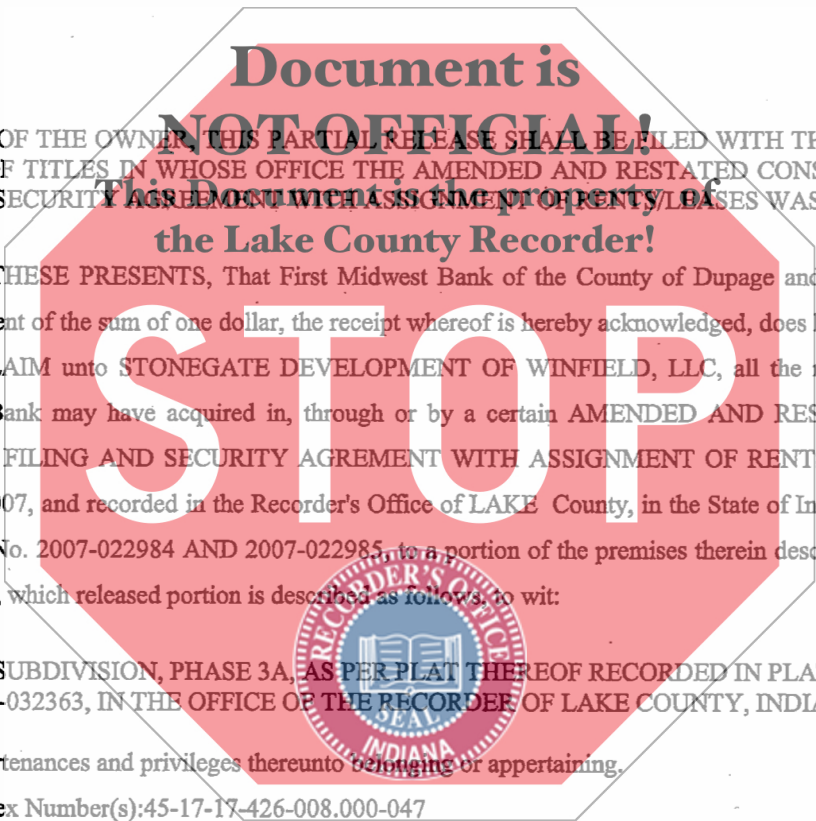 Document is
NOT OFFICIAL!
This Document is the property of
the Lake County Recorder!
STOP
OF THE OWNER, THIS PARTIAL RELEASE SHALL BE FILED WITH TH
F TITLES IN WHOSE OFFICE THE AMENDED AND RESTATED CONS
SECURITY AGREEMENT WITH ASSIGNMENT OF RENTS/LEASES WAS
THESE PRESENTS, That First Midwest Bank of the County of Dupage and
ent of the sum of one dollar, the receipt whereof is hereby acknowledged, does
AIM unto STONEGATE DEVELOPMENT OF WINFIELD, LLC, all the
Bank may have acquired in, through or by a certain AMENDED AND RES
FILING AND SECURITY AGREMENT WITH ASSIGNMENT OF RENT
07, and recorded in the Recorder's Office of LAKE County, in the State of In
No. 2007-022984 AND 2007-022985, to a portion of the premises therein desc
which released portion is described as follows, to wit:
SUBDIVISION, PHASE 3A, AS PER PLAT THEREOF RECORDED IN PLA
-032363, IN THE OFFICE OF THE RECORDER OF LAKE COUNTY, INDIA
tenances and privileges thereunto belonging or appertaining.
ex Number(s):45-17-17-426-008.000-047
RECORDER'S OFFICE
SEAL
INDIANA